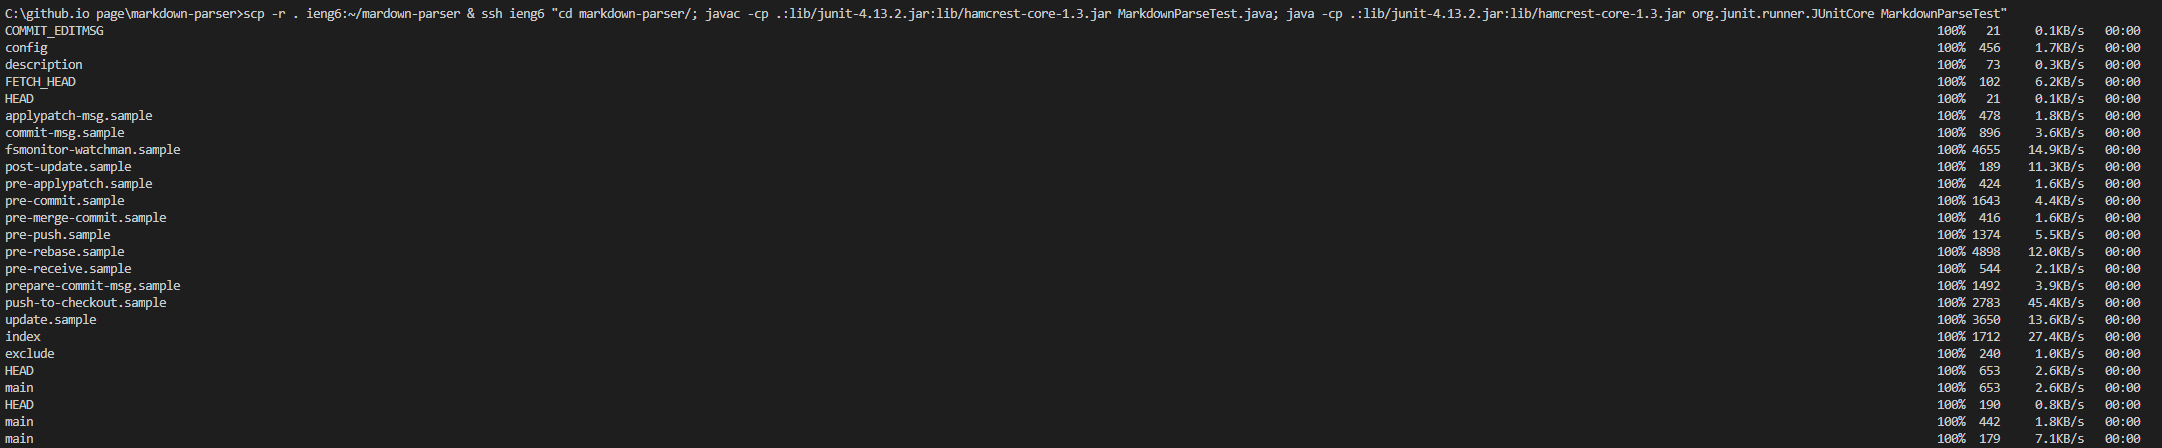 C:\github.io page\markdown-parser>scp -r . ieng6:~/mardown-parser & ssh ieng6 "cd markdown-parser/; javac -cp .:lib/junit-4.13.2.jar:lib/hamcrest-core-1.3.jar MarkdownParseTest.java; java -cp .:lib/junit-4.13.2.jar:lib/hamcrest-core-1.3.jar org.junit.runner.JUnitCore MarkdownParseTest"
COMMIT_EDITMSG 100% 21 0.1KB/s 00:00
config 100% 456 1.7KB/s 00:00
description 100% 73 0.3KB/s 00:00
FETCH_HEAD 100% 102 6.2KB/s 00:00
HEAD 100% 21 0.1KB/s 00:00
applypatch-msg.sample 100% 478 1.8KB/s 00:00
commit-msg.sample 100% 896 3.6KB/s 00:00
fsmonitor-watchman.sample 100% 4655 14.9KB/s 00:00
post-update.sample 100% 189 11.3KB/s 00:00
pre-applypatch.sample 100% 424 1.6KB/s 00:00
pre-commit.sample 100% 1643 4.4KB/s 00:00
pre-merge-commit.sample 100% 416 1.6KB/s 00:00
pre-push.sample 100% 1374 5.5KB/s 00:00
pre-rebase.sample 100% 4898 12.0KB/s 00:00
pre-receive.sample 100% 544 2.1KB/s 00:00
prepare-commit-msg.sample 100% 1492 3.9KB/s 00:00
push-to-checkout.sample 100% 2783 45.4KB/s 00:00
update.sample 100% 3650 13.6KB/s 00:00
index 100% 1712 27.4KB/s 00:00
exclude 100% 240 1.0KB/s 00:00
HEAD 100% 653 2.6KB/s 00:00
main 100% 653 2.6KB/s 00:00
HEAD 100% 190 0.8KB/s 00:00
main 100% 442 1.8KB/s 00:00
main 100% 179 7.1KB/s 00:00